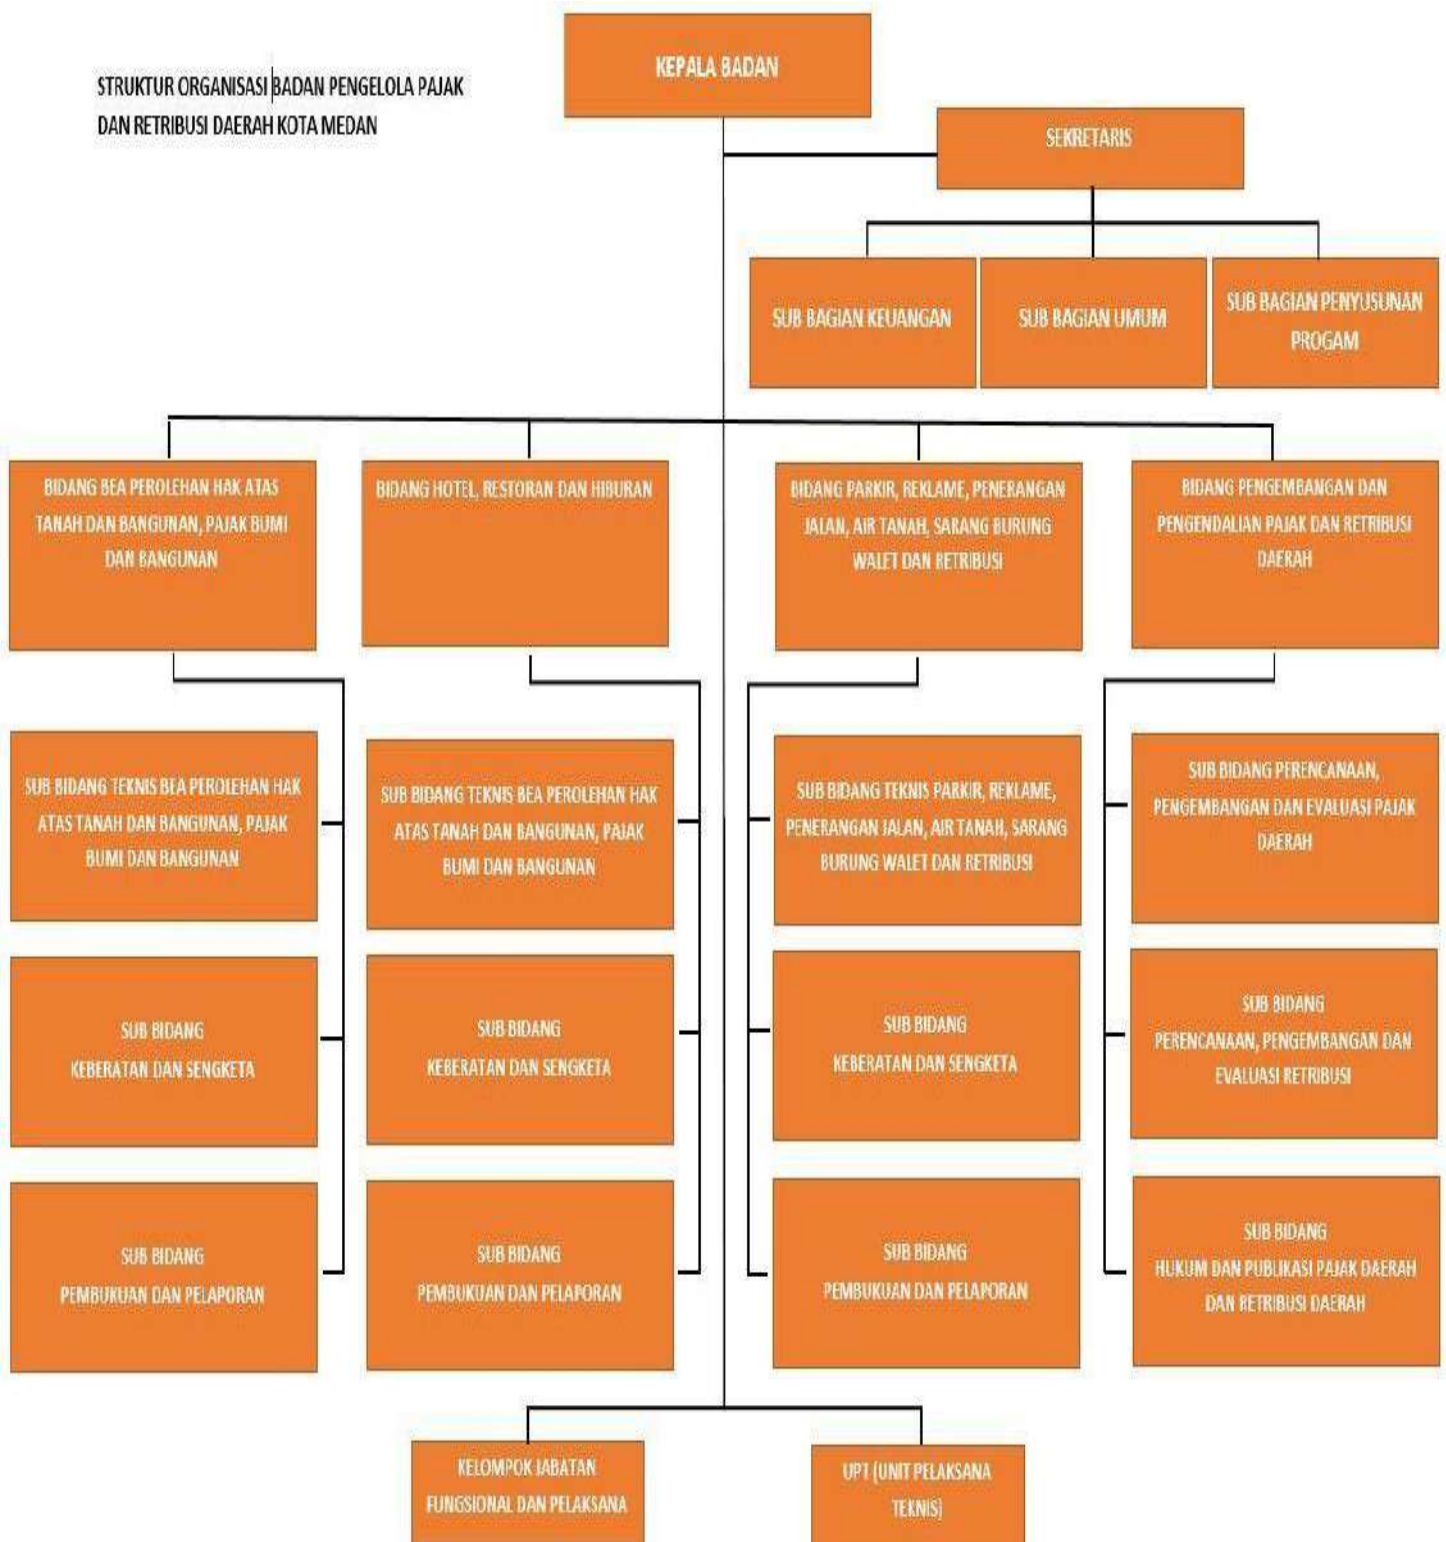 STRUKTUR ORGANISASI BADAN PENGELOLA PAJAK
DAN RETRIBUSI DAERAH KOTA MEDAN
KEPALA BADAN
SEKRETARIS
SUB BAGIAN KEUANGAN
SUB BAGIAN UMUM
SUB BAGIAN PENYUSUNAN
PROGAM
BIDANG BEA PEROLEHAN HAK ATAS
TANAH DAN BANGUNAN, PAJAK BUMI
DAN BANGUNAN
BIDANG HOTEL, RESTORAN DAN HIBURAN
BIDANG PARKIR, REKLAME, PENERANGAN
JALAN, AIR TANAH, SARANG BURUNG
WALET DAN RETRIBUSI
BIDANG PENGEMBANGAN DAN
PENGENDALIAN PAJAK DAN RETRIBUSI
DAERAH
SUB BIDANG TEKNIS BEA PEROLEHAN HAK
ATAS TANAH DAN BANGUNAN, PAJAK
BUMI DAN BANGUNAN
SUB BIDANG TEKNIS BEA PEROLEHAN HAK
ATAS TANAH DAN BANGUNAN, PAJAK
BUMI DAN BANGUNAN
SUB BIDANG TEKNIS PARKIR, REKLAME,
PENERANGAN JALAN, AIR TANAH, SARANG
BURUNG WALET DAN RETRIBUSI
SUB BIDANG PERENCANAAN,
PENGEMBANGAN DAN EVALUASI PAJAK
DAERAH
SUB BIDANG
KEBERATAN DAN SENGKETA
SUB BIDANG
KEBERATAN DAN SENGKETA
SUB BIDANG
KEBERATAN DAN SENGKETA
SUB BIDANG
PERENCANAAN, PENGEMBANGAN DAN
EVALUASI RETRIBUSI
SUB BIDANG
PEMBUKUAN DAN PELAPORAN
SUB BIDANG
PEMBUKUAN DAN PELAPORAN
SUB BIDANG
PEMBUKUAN DAN PELAPORAN
SUB BIDANG
HUKUM DAN PUBLIKASI PAJAK DAERAH
DAN RETRIBUSI DAERAH
KELOMPOK JABATAN
FUNGSIONAL DAN PELAKSANA
UPT (UNIT PELAKSANA
TEKNIS)